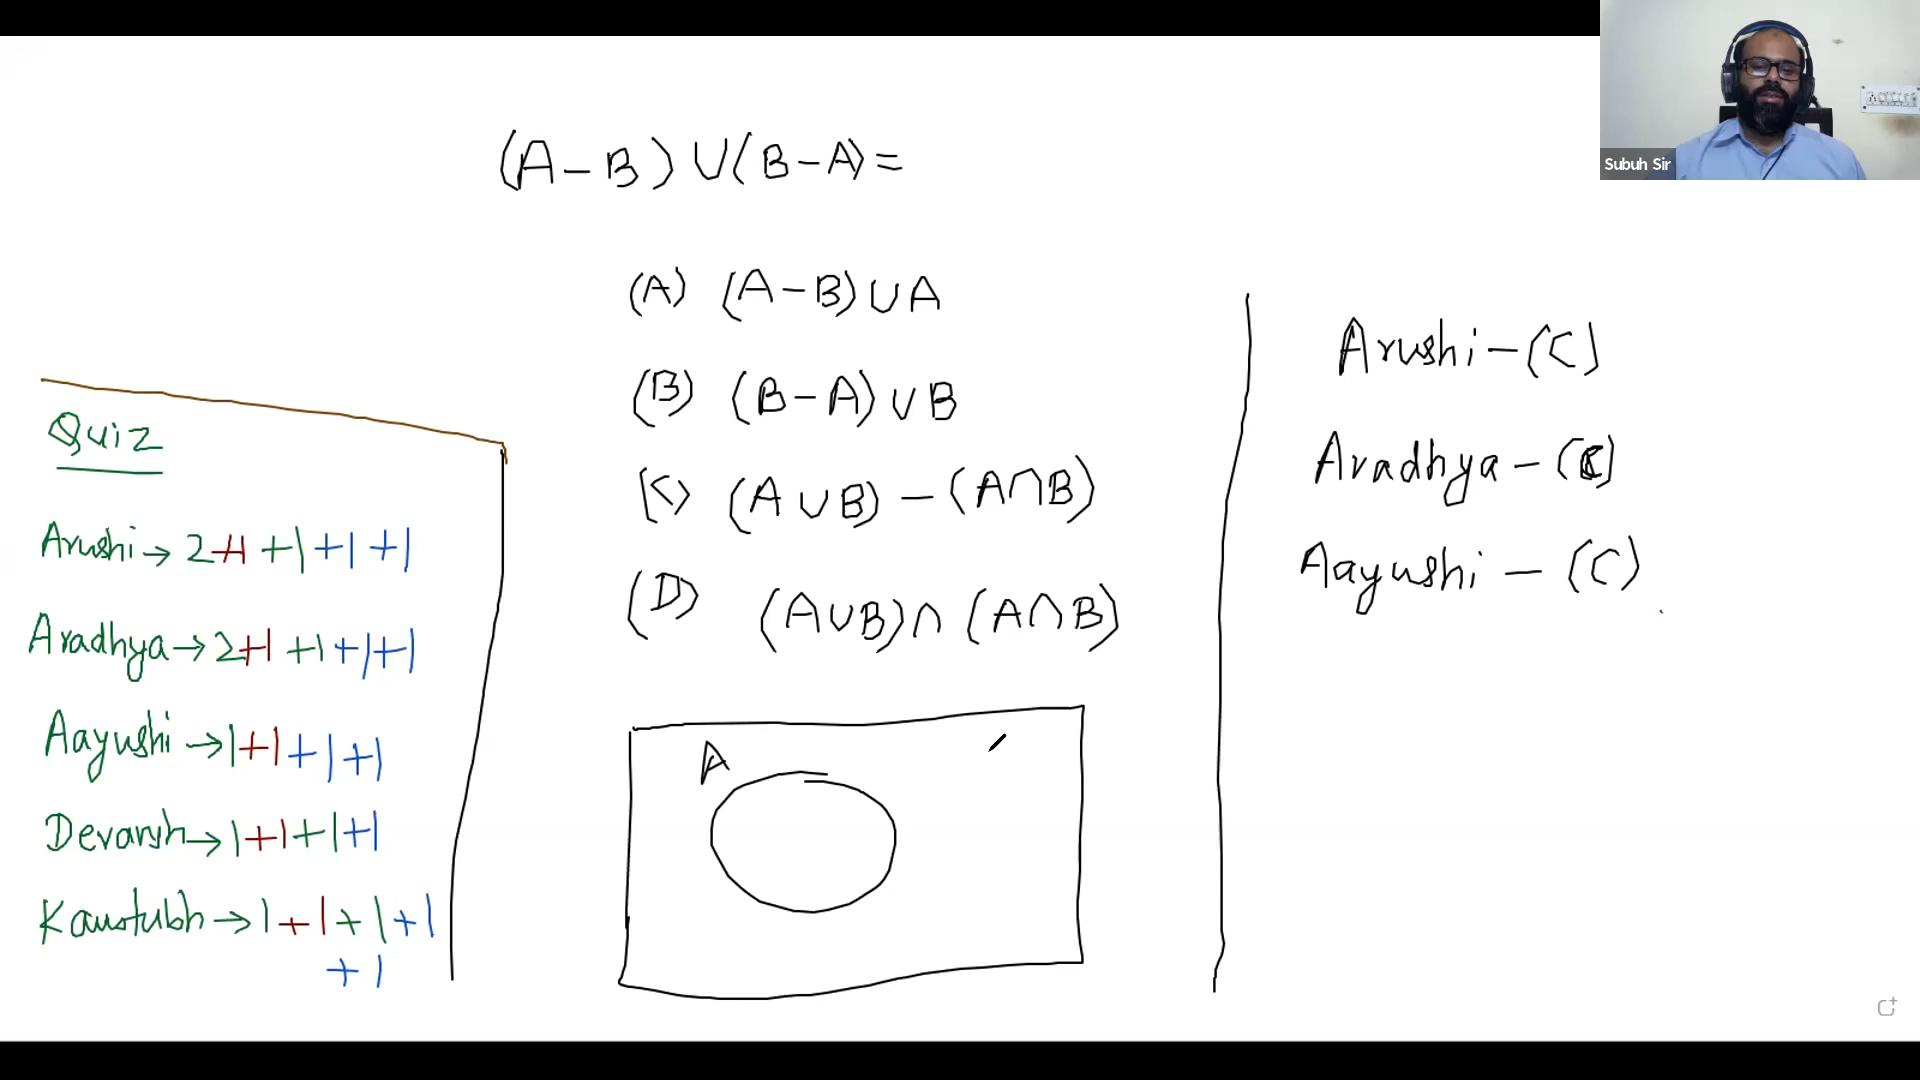 (A-B)∪(B-A)=
(A) (A-B)∪A
(B) (B-A)∪B
(C) (A∪B)-(A∩B)
(D) (A∪B)∩(A∩B)
A
Quiz
Arushi→2+1+1+1+1
Aradhya→2+1+1+1+1
Aayushi→1+1+1+1
Devarsh→1+1+1+1
Kaustubh→1+1+1+1
+1
Arushi-(C)
Aradhya-(C)
Aayushi-(C)
Subuh Sir